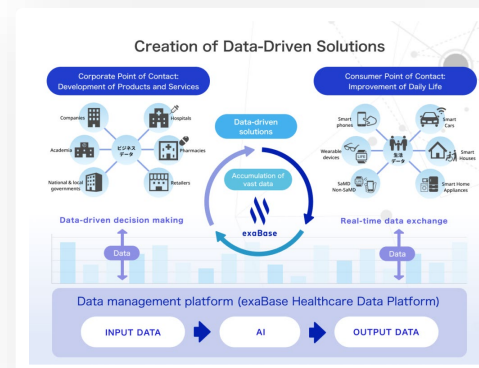 Creation of Data-Driven Solutions
Corporate Point of Contact:
Development of Products and Services
Consumer Point of Contact:
Improvement of Daily Life
Companies
Hospitals
Academia
Pharmacies
National & local
governments
Retailers
ビジネス
データ
Data-driven
solutions
Accumulation of
vast data
exaBase
Smart
phones
Smart
Cars
Wearable
devices
LIFE
Smart
Houses
SaMD
Non-SaMD
Smart Home
Appliances
生活
データ
Data-driven decision making
Real-time data exchange
Data
Data
Data management platform (exaBase Healthcare Data Platform)
INPUT DATA
AI
OUTPUT DATA